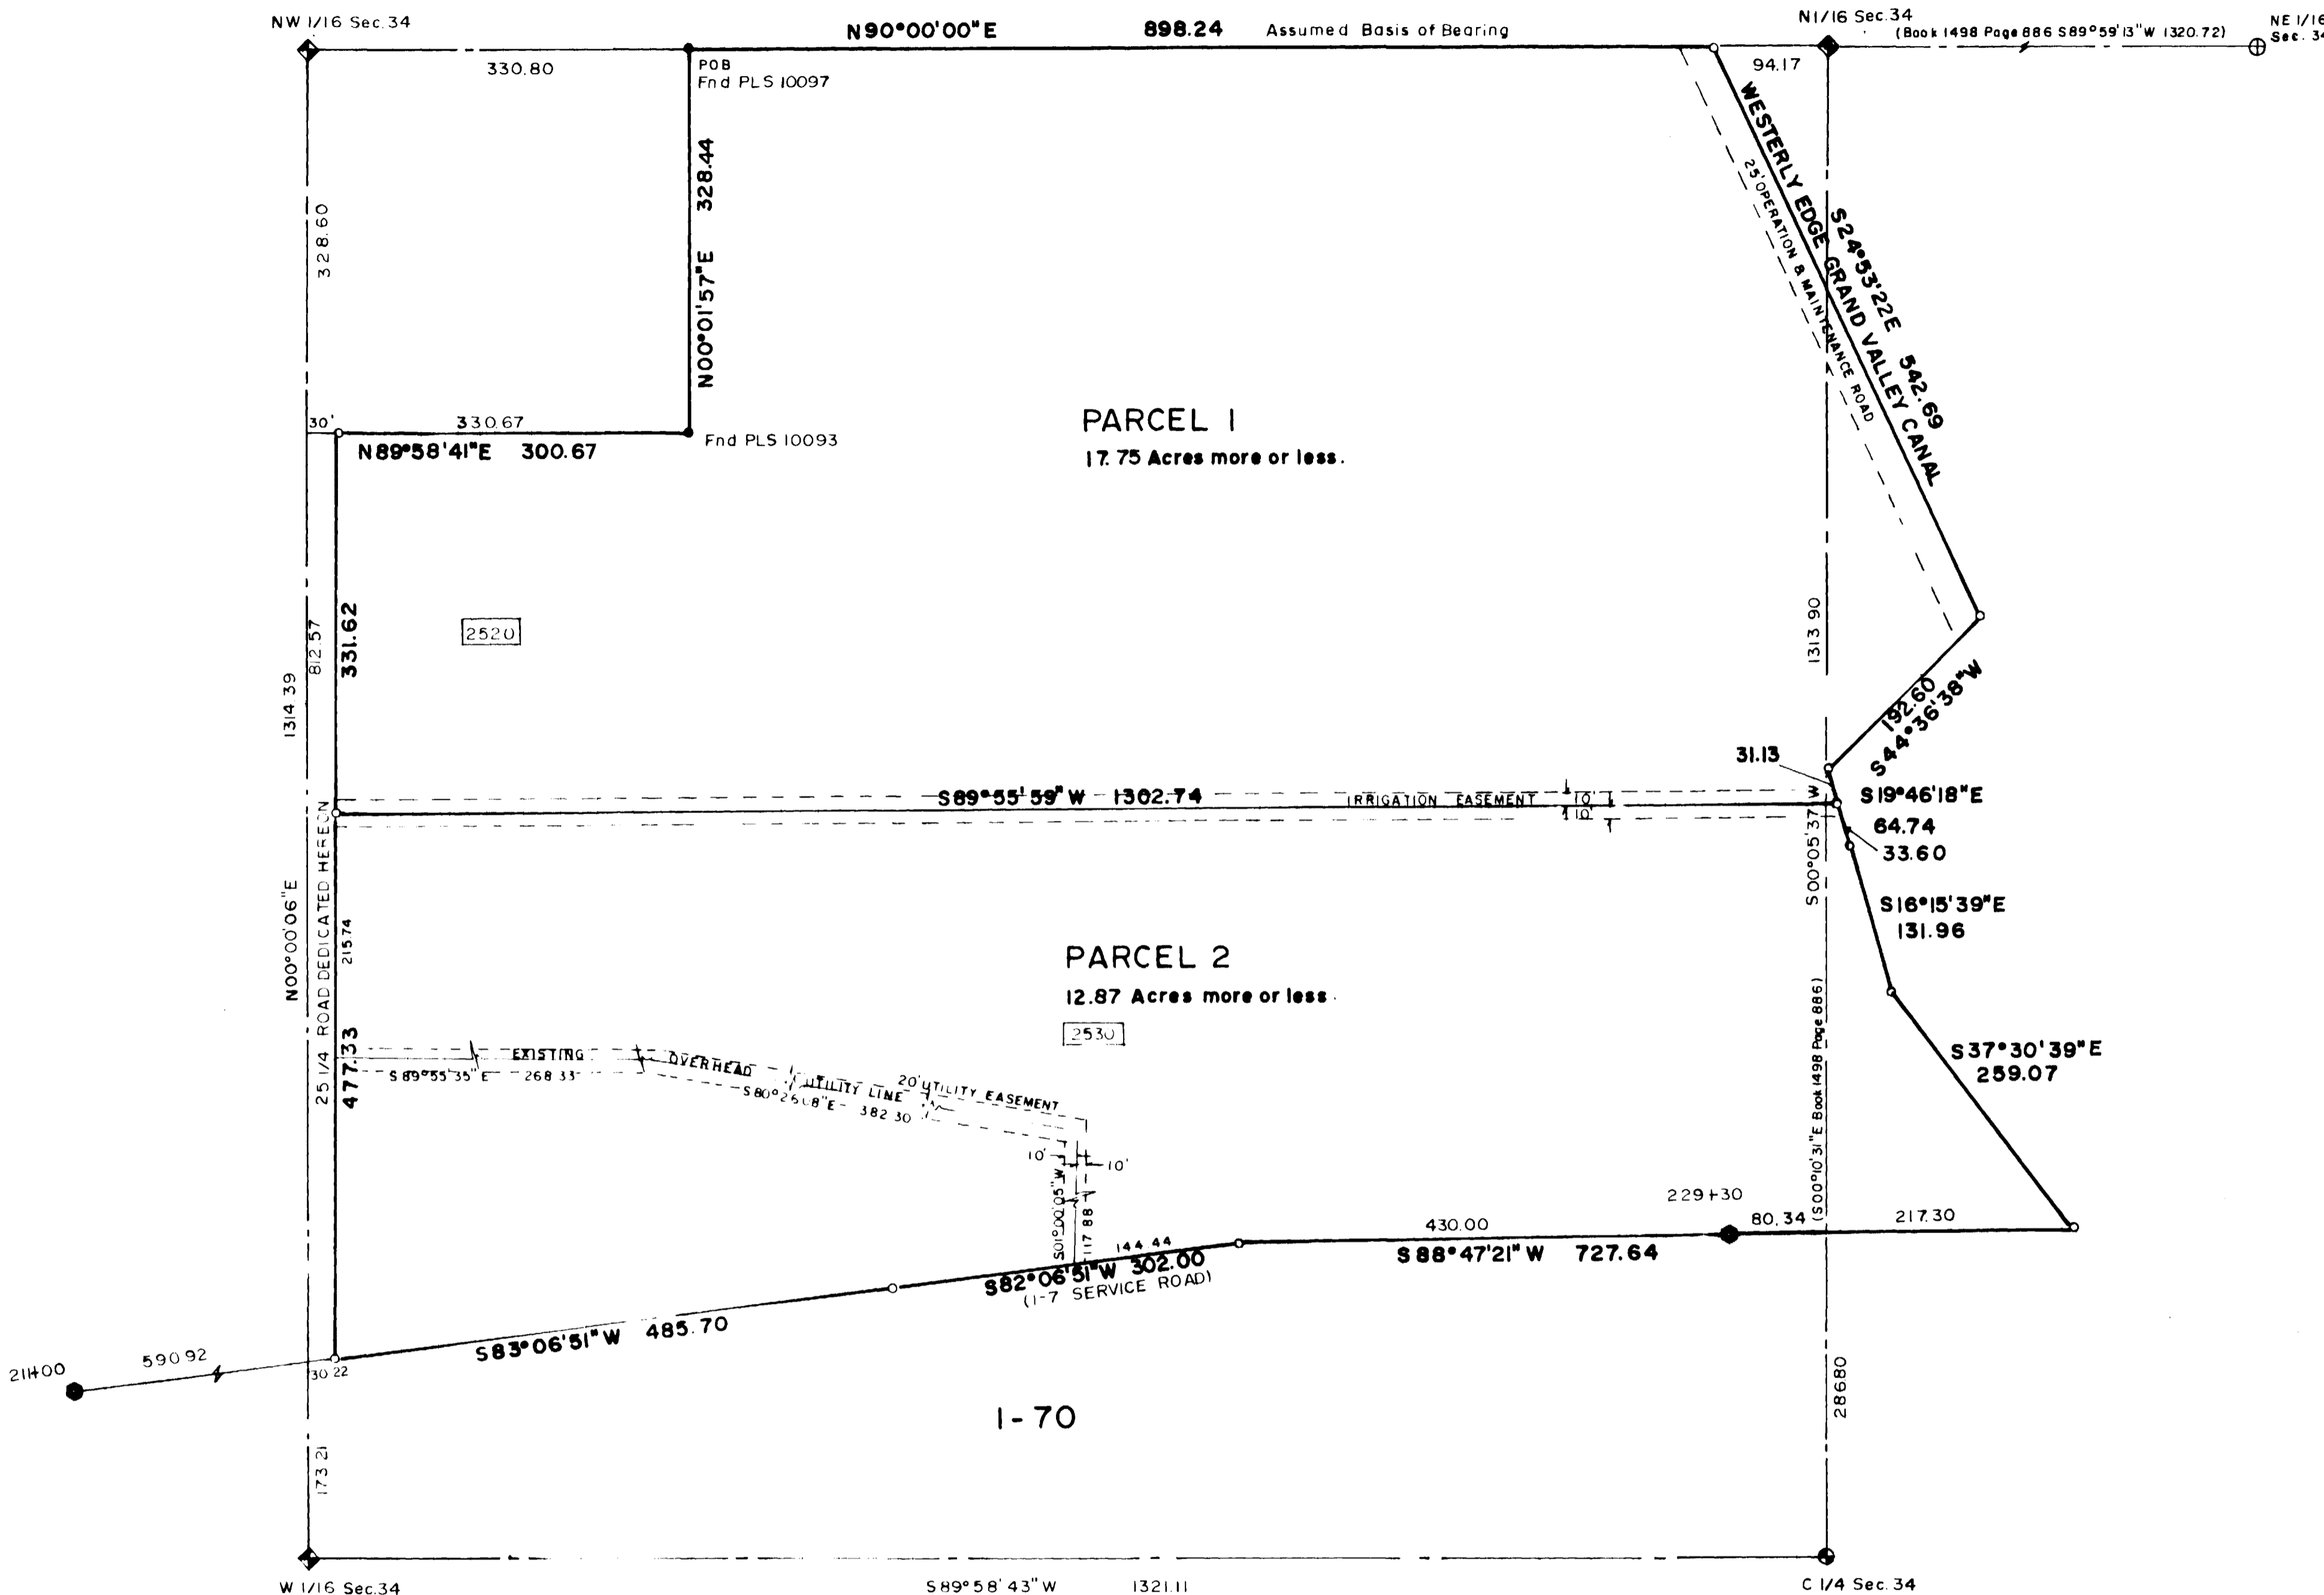 NW 1/16 Sec. 34
N90°00'00"E 898.24 Assumed Basis of Bearing
N1/16 Sec. 34
(Book 1498 Page 886 S89°59'13"W 1320.72)
NE 1/16
Sec. 34
330.80
POB
Fnd PLS 10097
94.17
WESTERLY EDGE GRAND VALLEY CANAL
S24°53'22E 542.69
25' OPERATION & MAINTENANCE ROAD
328.60
N00°01'57"E 328.44
30'
330.67
N89°58'41"E 300.67
Fnd PLS 10093
PARCEL 1
17.75 Acres more or less.
2520
812.57
331.62
1314 39
1313 90
192.60
S44°36'38"W
31.13
S89°55'59"W 1302.74
IRRIGATION EASEMENT
10'
10'
S19°46'18"E
64.74
33.60
S00°05'37"W
N00°00'06"E
25 1/4 ROAD DEDICATED HEREON
215.74
477.33
S16°15'39"E
131.96
PARCEL 2
12.87 Acres more or less.
2530
(S00°10'31"E Book 1498 Page 886)
S37°30'39"E
259.07
EXISTING OVERHEAD UTILITY LINE
20' UTILITY EASEMENT
S89°55'35"E 268.33
382.30
10'
10'
117 88
229+30
144.44
430.00
80.34
217.30
S88°47'21"W 727.64
S82°06'51"W 302.00
(I-7 SERVICE ROAD)
S83°06'51"W 485.70
211+00
590 92
30 22
I-70
28680
173 21
W 1/16 Sec. 34
S89°58'43"W 1321.11
C 1/4 Sec. 34